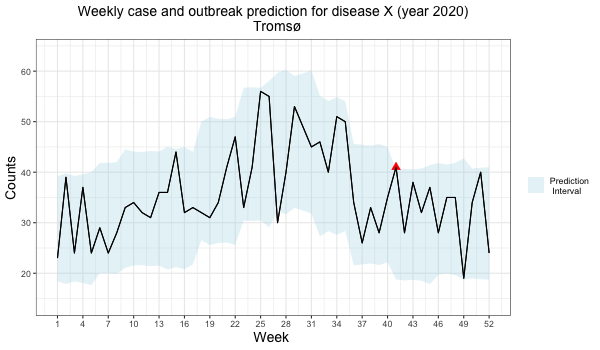 Weekly case and outbreak prediction for disease X (year 2020)
Tromsø
Counts
60
50
40
30
20
1 4 7 10 13 16 19 22 25 28 31 34 37 40 43 46 49 52
Week
Prediction
Interval